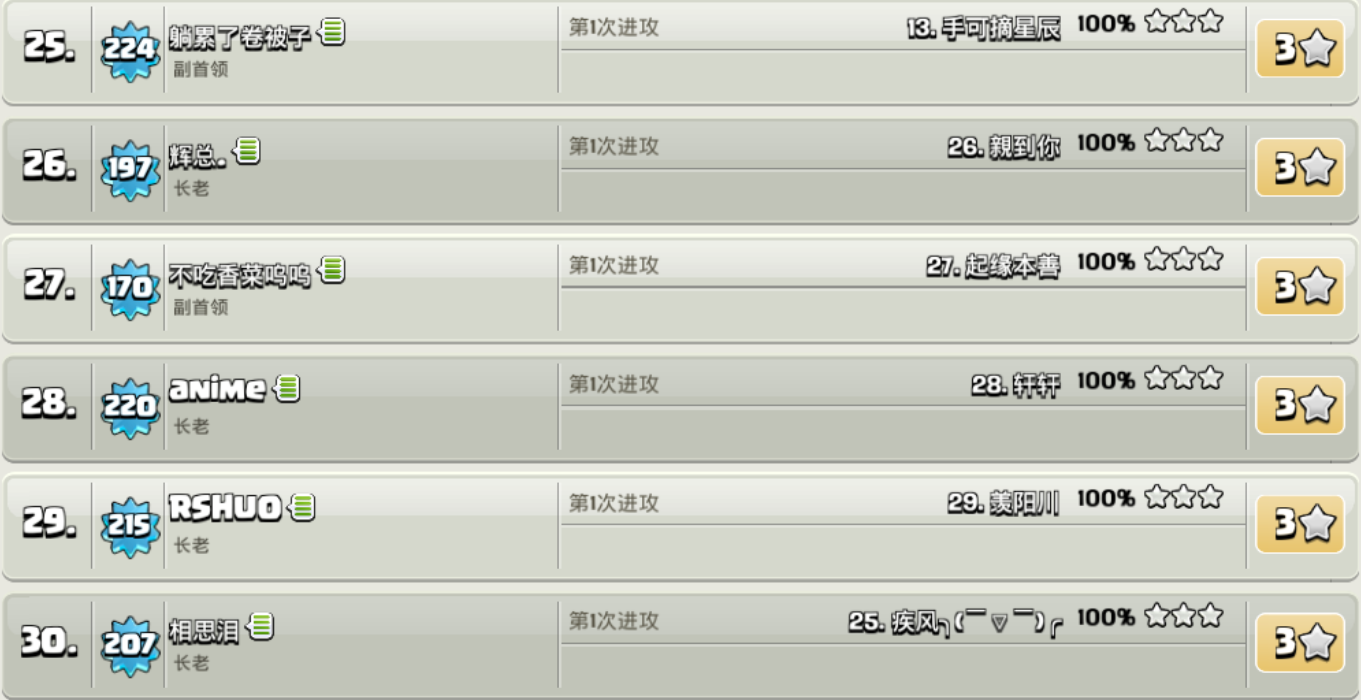 25. 224 躺累了卷被子 第1次进攻 13. 手可摘星辰 100% 3
副首领
26. 197 辉总。 第1次进攻 26. 親到你 100% 3
长老
27. 170 不吃香菜呜呜 第1次进攻 27. 起缘本善 100% 3
副首领
28. 220 anime 第1次进攻 28. 轩轩 100% 3
长老
29. 215 RSHUO 第1次进攻 29. 羡阳川 100% 3
长老
30. 207 相思泪 第1次进攻 25. 疾风╮(￣▽￣)╭ 100% 3
长老